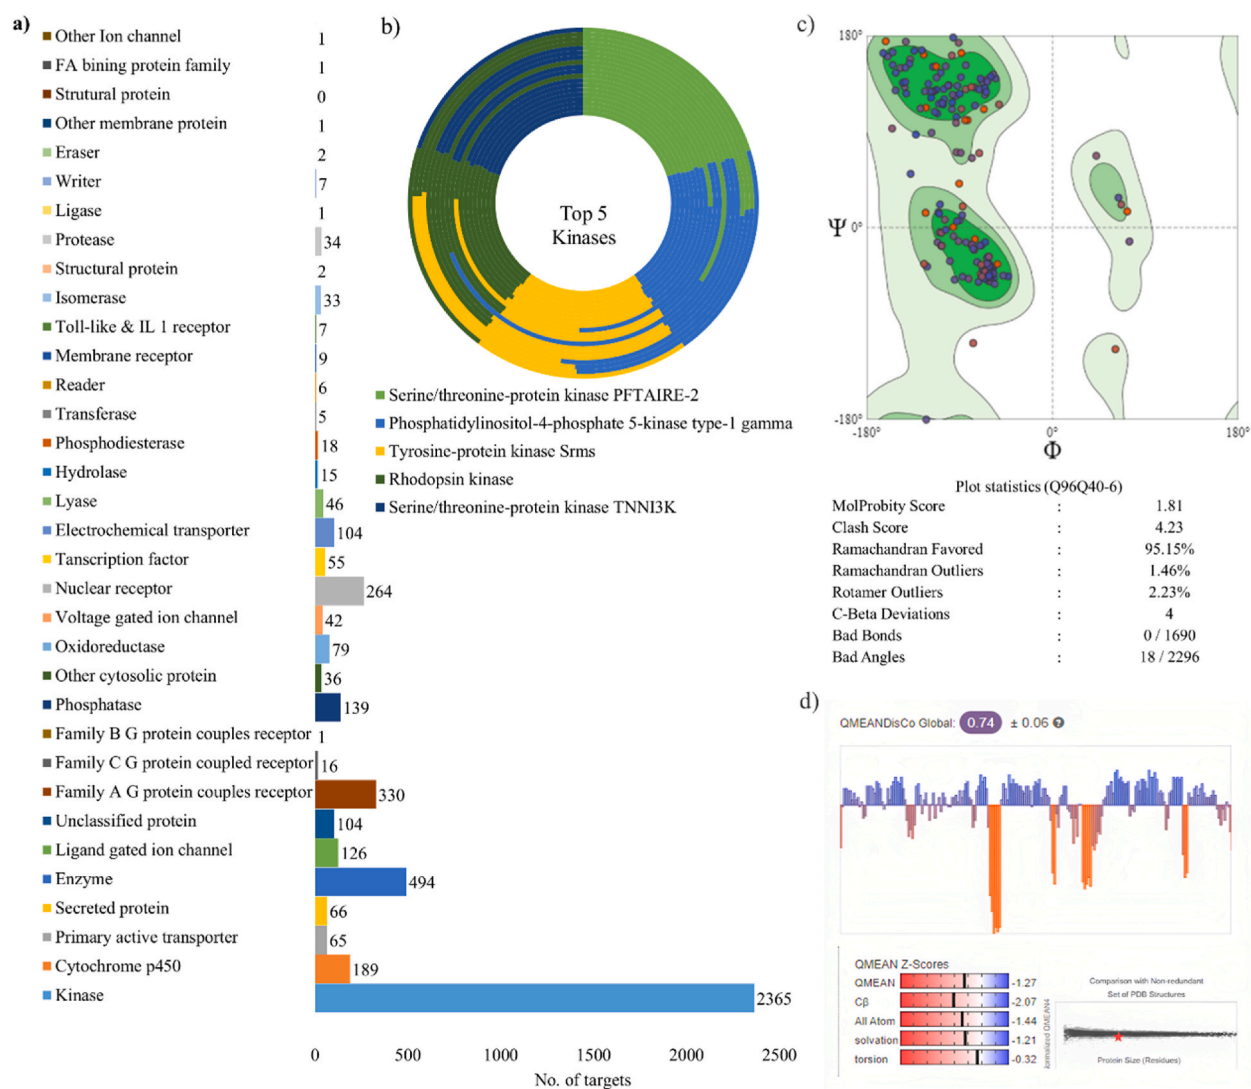 a)
Other Ion channel 1
FA bining protein family 1
Strutural protein 0
Other membrane protein 1
Eraser 2
Writer 7
Ligase 1
Protease 34
Structural protein 2
Isomerase 33
Toll-like & IL 1 receptor 7
Membrane receptor 9
Reader 6
Transferase 5
Phosphodiesterase 18
Hydrolase 15
Lyase 46
Electrochemical transporter 104
Tanscription factor 55
Nuclear receptor 264
Voltage gated ion channel 42
Oxidoreductase 79
Other cytosolic protein 36
Phosphatase 139
Family B G protein couples receptor 1
Family C G protein coupled receptor 16
Family A G protein couples receptor 330
Unclassified protein 104
Ligand gated ion channel 126
Enzyme 494
Secreted protein 66
Primary active transporter 65
Cytochrome p450 189
Kinase 2365
0 500 1000 1500 2000 2500
No. of targets
b)
Top 5
Kinases
Serine/threonine-protein kinase PFTAIRE-2
Phosphatidylinositol-4-phosphate 5-kinase type-1 gamma
Tyrosine-protein kinase Srms
Rhodopsin kinase
Serine/threonine-protein kinase TNNI3K
c)
180°
Ψ 0°
-180°
-180° 0° 180°
Φ
Plot statistics (Q96Q40-6)
MolProbity Score : 1.81
Clash Score : 4.23
Ramachandran Favored : 95.15%
Ramachandran Outliers : 1.46%
Rotamer Outliers : 2.23%
C-Beta Deviations : 4
Bad Bonds : 0 / 1690
Bad Angles : 18 / 2296
d)
QMEANDisCo Global: 0.74 ± 0.06 ?
QMEAN Z-Scores
QMEAN -1.27
Cβ -2.07
All Atom -1.44
solvation -1.21
torsion -0.32
Comparison with Non-redundant
Set of PDB Structures
QMEAN4
Protein Size (Residues)